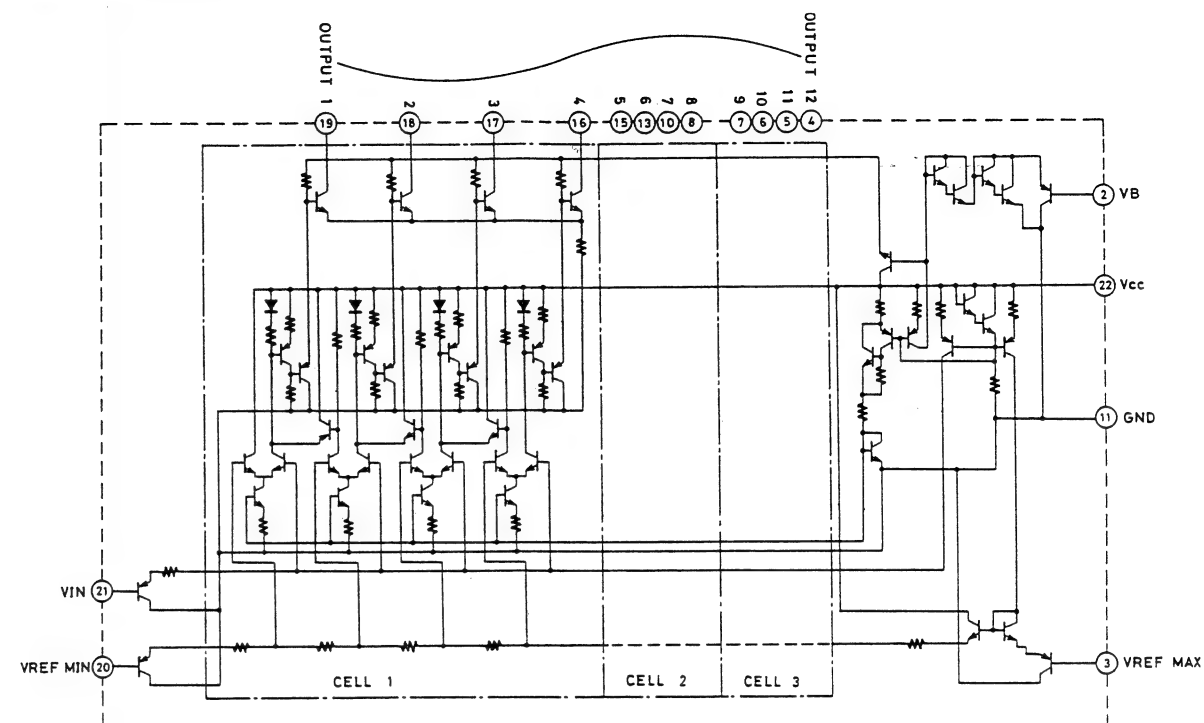 OUTPUT 1
OUTPUT 12
2
3
4
5
6
7
8
9
10
11
19
18
17
16
15
13
10
8
7
6
5
4
2 VB
22 Vcc
11 GND
VIN 21
VREF MIN 20
3 VREF MAX
CELL 1
CELL 2
CELL 3